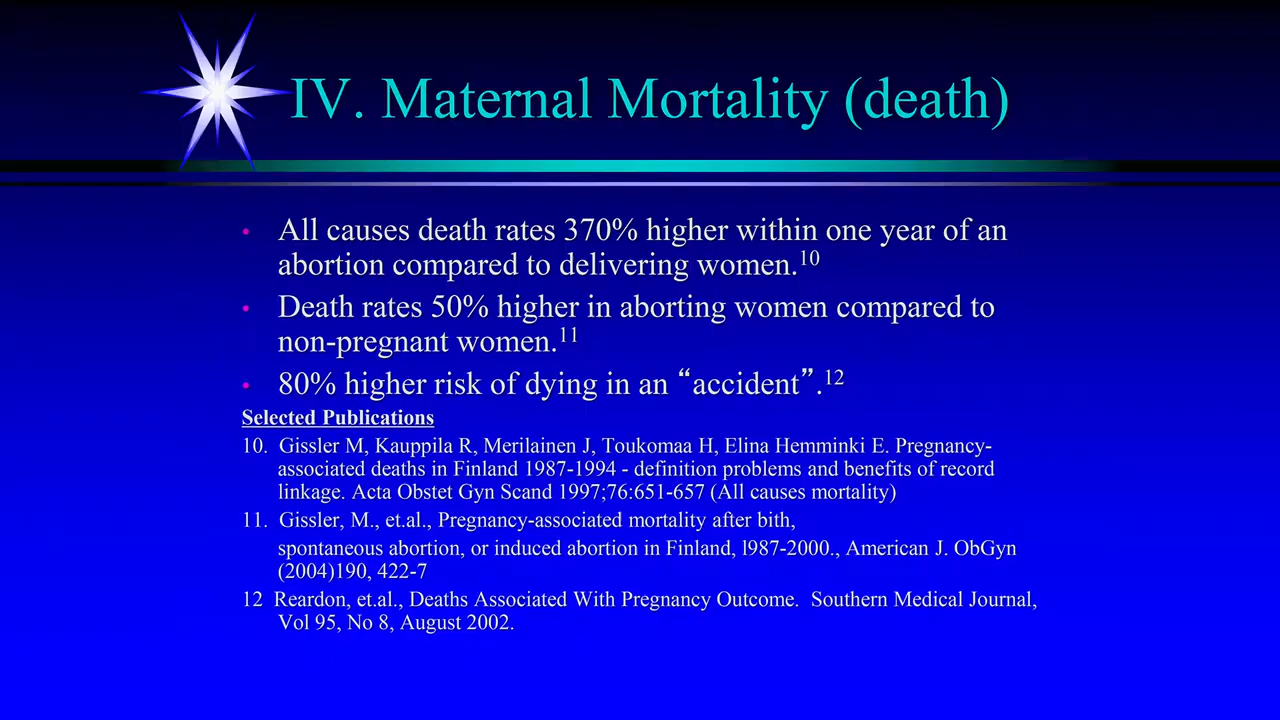 IV. Maternal Mortality (death)
• All causes death rates 370% higher within one year of an
abortion compared to delivering women.10
• Death rates 50% higher in aborting women compared to
non-pregnant women.11
• 80% higher risk of dying in an “accident”.12
Selected Publications
10. Gissler M, Kauppila R, Merilainen J, Toukomaa H, Elina Hemminki E. Pregnancy-
associated deaths in Finland 1987-1994 - definition problems and benefits of record
linkage. Acta Obstet Gyn Scand 1997;76:651-657 (All causes mortality)
11. Gissler, M., et.al., Pregnancy-associated mortality after bith,
spontaneous abortion, or induced abortion in Finland, l987-2000., American J. ObGyn
(2004)190, 422-7
12 Reardon, et.al., Deaths Associated With Pregnancy Outcome. Southern Medical Journal,
Vol 95, No 8, August 2002.